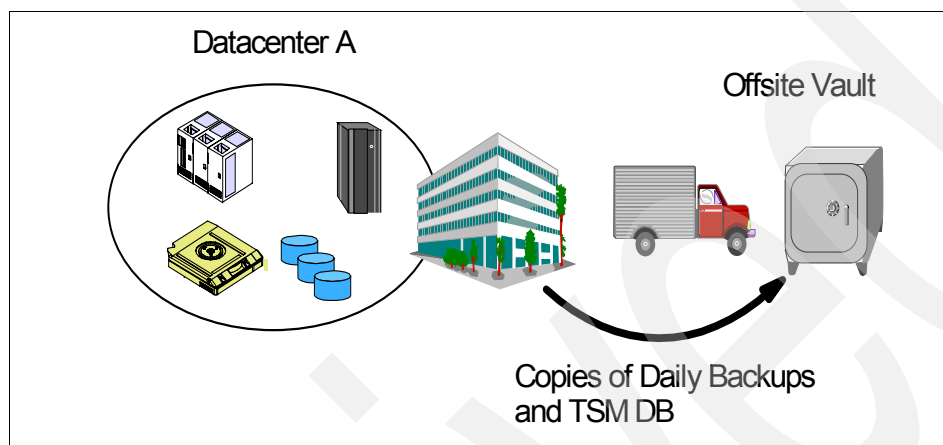 Datacenter A
Offsite Vault
Copies of Daily Backups
and TSM DB